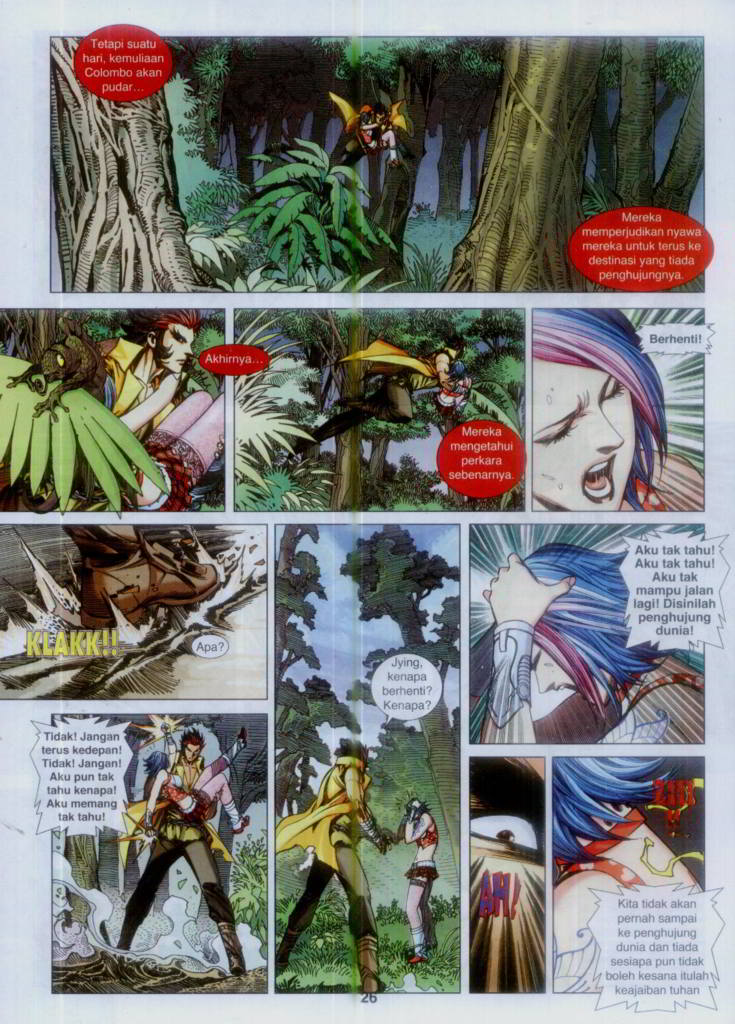 Tetapi suatu
hari, kemuliaan
Colombo akan
pudar...
Mereka
memperjudikan nyawa
mereka untuk terus ke
destinasi yang tiada
penghujungnya.
Akhirnya...
Mereka
mengetahui
perkara
sebenarnya.
Berhenti!
KLAKK!!
Apa?
Jying,
kenapa
berhenti?
Kenapa?
Aku tak tahu!
Aku tak tahu!
Aku tak
mampu jalan
lagi! Disinilah
penghujung
dunia!
Tidak! Jangan
terus kedepan!
Tidak! Jangan!
Aku pun tak
tahu kenapa!
Aku memang
tak tahu!
AH!
Kita tidak akan
pernah sampai
ke penghujung
dunia dan tiada
sesiapa pun tidak
boleh kesana itulah
keajaiban tuhan
26